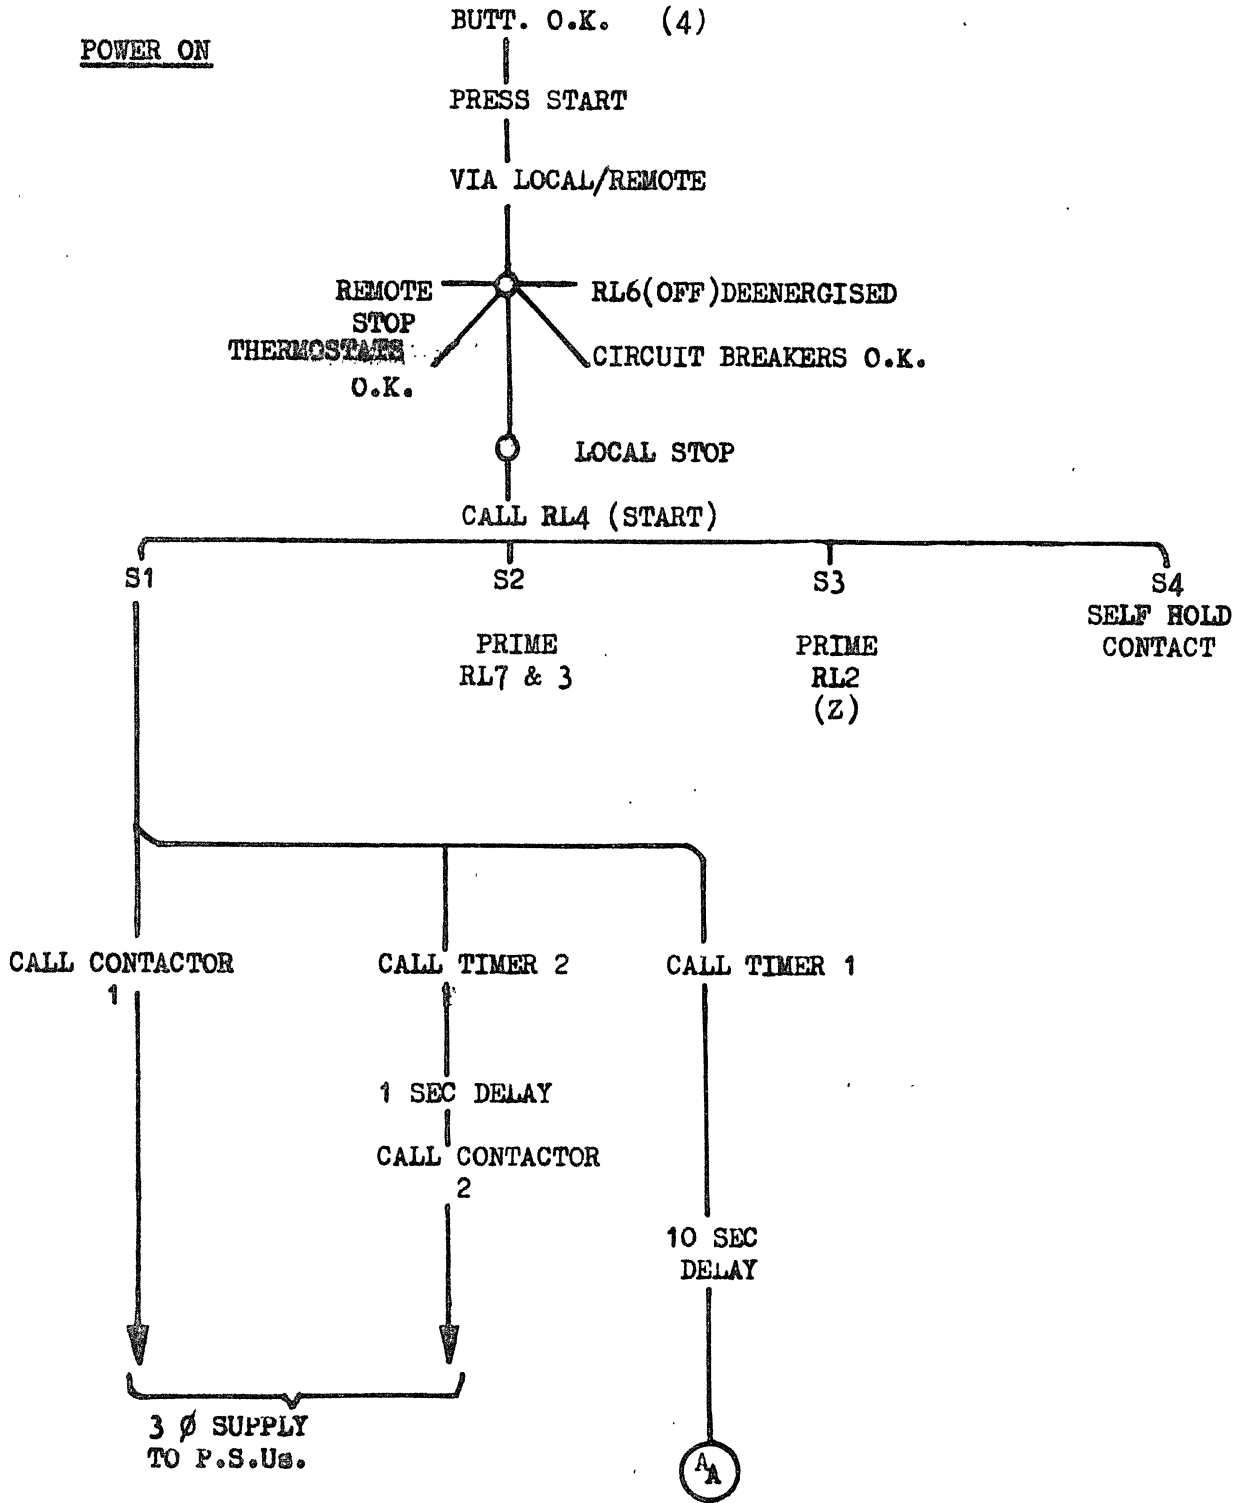 BUTT. O.K. (4)
POWER ON
PRESS START
VIA LOCAL/REMOTE
REMOTE
STOP
RL6(OFF)DEENERGISED
THERMOSTATS
O.K.
CIRCUIT BREAKERS O.K.
LOCAL STOP
CALL RL4 (START)
S1
S2
S3
S4
SELF HOLD
CONTACT
PRIME
RL7 & 3
PRIME
RL2
(Z)
CALL CONTACTOR
1
CALL TIMER 2
CALL TIMER 1
1 SEC DELAY
CALL CONTACTOR
2
10 SEC
DELAY
3 ø SUPPLY
TO P.S.Us.
AA